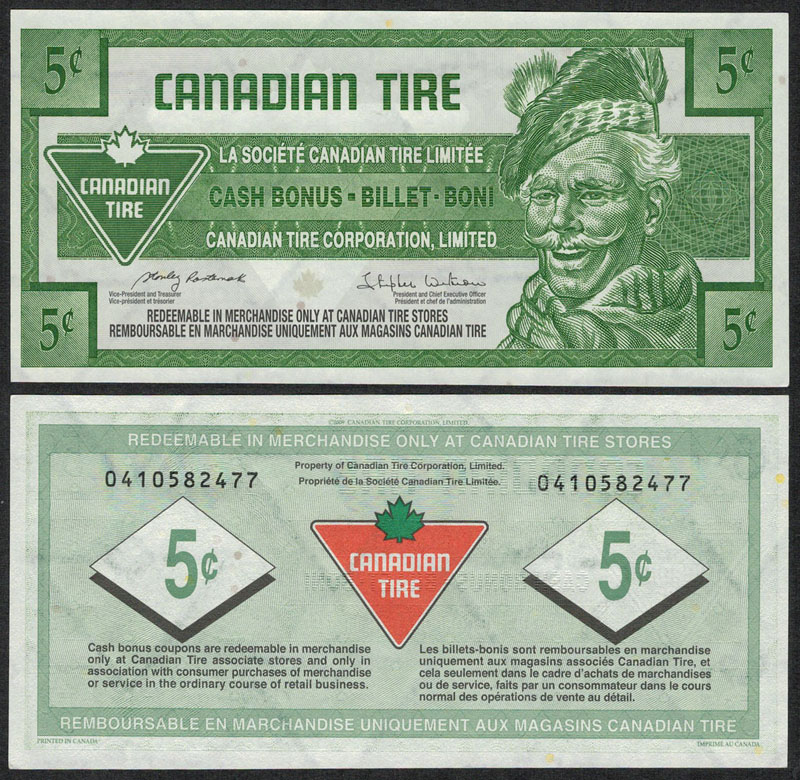 5¢
5¢
CANADIAN TIRE
LA SOCIÉTÉ CANADIAN TIRE LIMITÉE
CANADIAN
TIRE
CASH BONUS - BILLET - BONI
CANADIAN TIRE CORPORATION, LIMITED
Vice-President and Treasurer
Vice-président et trésorier
President and Chief Executive Officer
Président et chef de l'administration
5¢
5¢
REDEEMABLE IN MERCHANDISE ONLY AT CANADIAN TIRE STORES
REMBOURSABLE EN MARCHANDISE UNIQUEMENT AUX MAGASINS CANADIAN TIRE
©2009 CANADIAN TIRE CORPORATION, LIMITED.
REDEEMABLE IN MERCHANDISE ONLY AT CANADIAN TIRE STORES
Property of Canadian Tire Corporation, Limited.
0410582477
Propriété de la Société Canadian Tire Limitée.
0410582477
5¢
CANADIAN
TIRE
5¢
Cash bonus coupons are redeemable in merchandise
only at Canadian Tire associate stores and only in
association with consumer purchases of merchandise
or service in the ordinary course of retail business.
Les billets-bonis sont remboursables en marchandise
uniquement aux magasins associés Canadian Tire, et
cela seulement dans le cadre d'achats de marchandises
ou de service, faits par un consommateur dans le cours
normal des opérations de vente au détail.
REMBOURSABLE EN MARCHANDISE UNIQUEMENT AUX MAGASINS CANADIAN TIRE
PRINTED IN CANADA
IMPRIMÉ AU CANADA